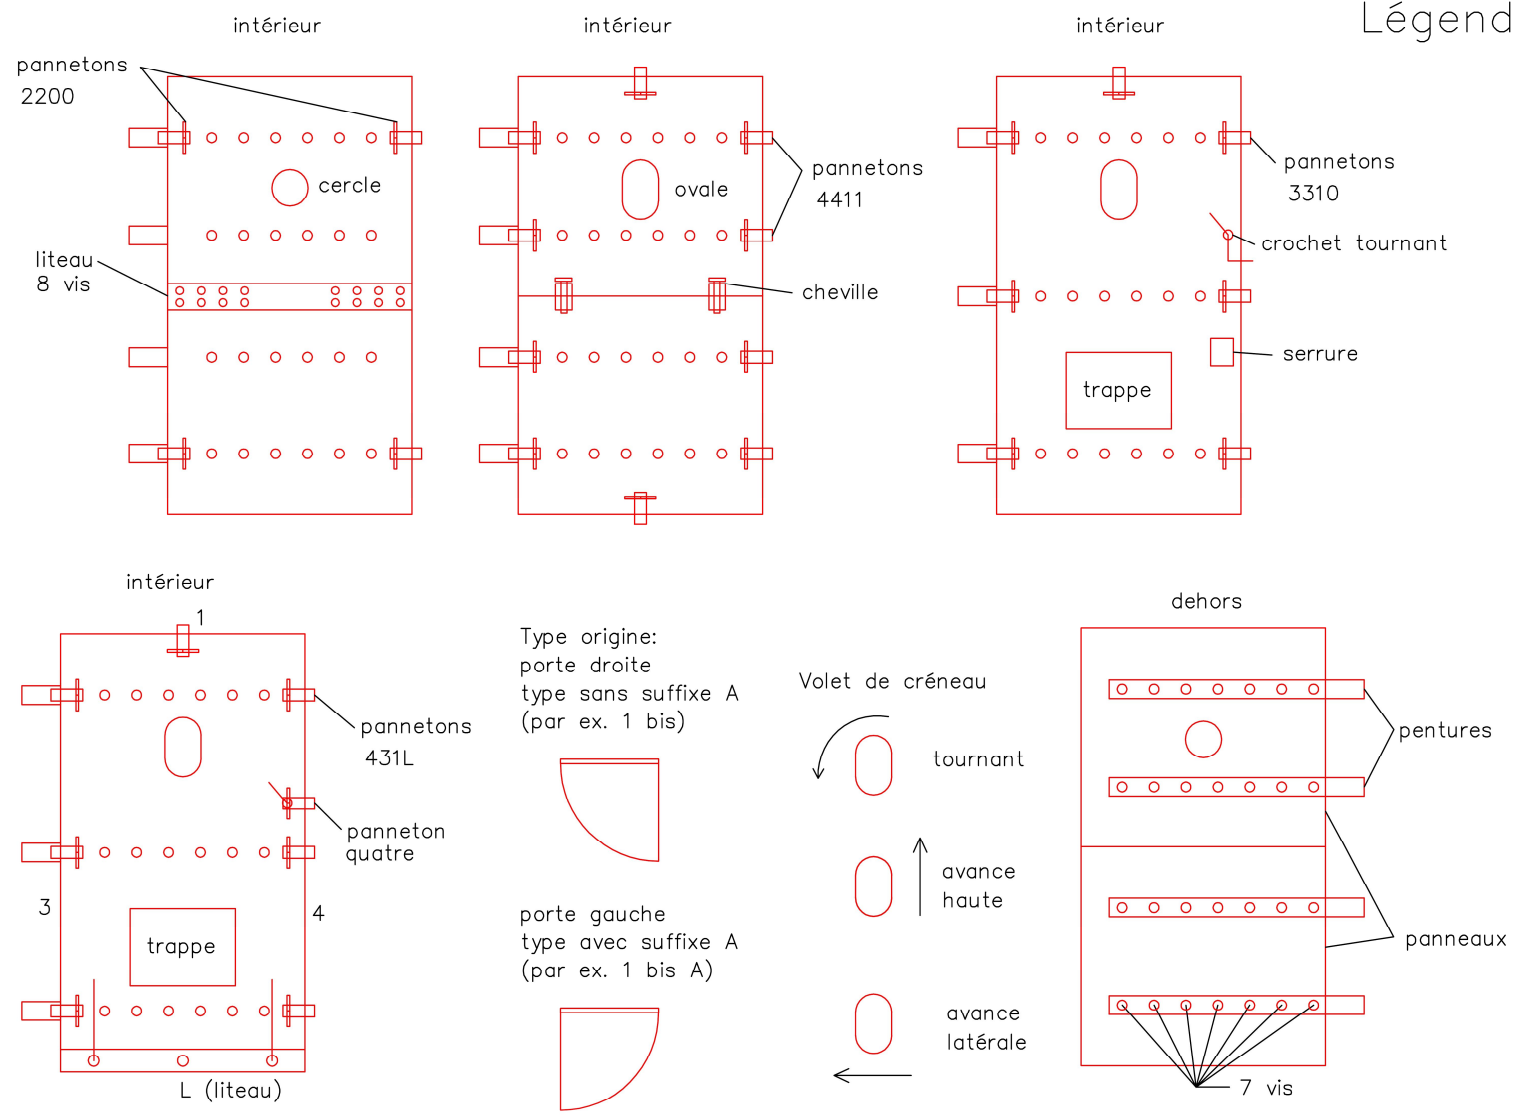 Légend
intérieur
intérieur
intérieur
pannetons
2200
cercle
liteau
8 vis
ovale
pannetons
4411
cheville
pannetons
3310
crochet tournant
serrure
trappe
intérieur
1
pannetons
431L
panneton
quatre
3
4
trappe
L (liteau)
Type origine:
porte droite
type sans suffixe A
(par ex. 1 bis)
porte gauche
type avec suffixe A
(par ex. 1 bis A)
Volet de créneau
tournant
avance
haute
avance
latérale
dehors
pentures
panneaux
7 vis